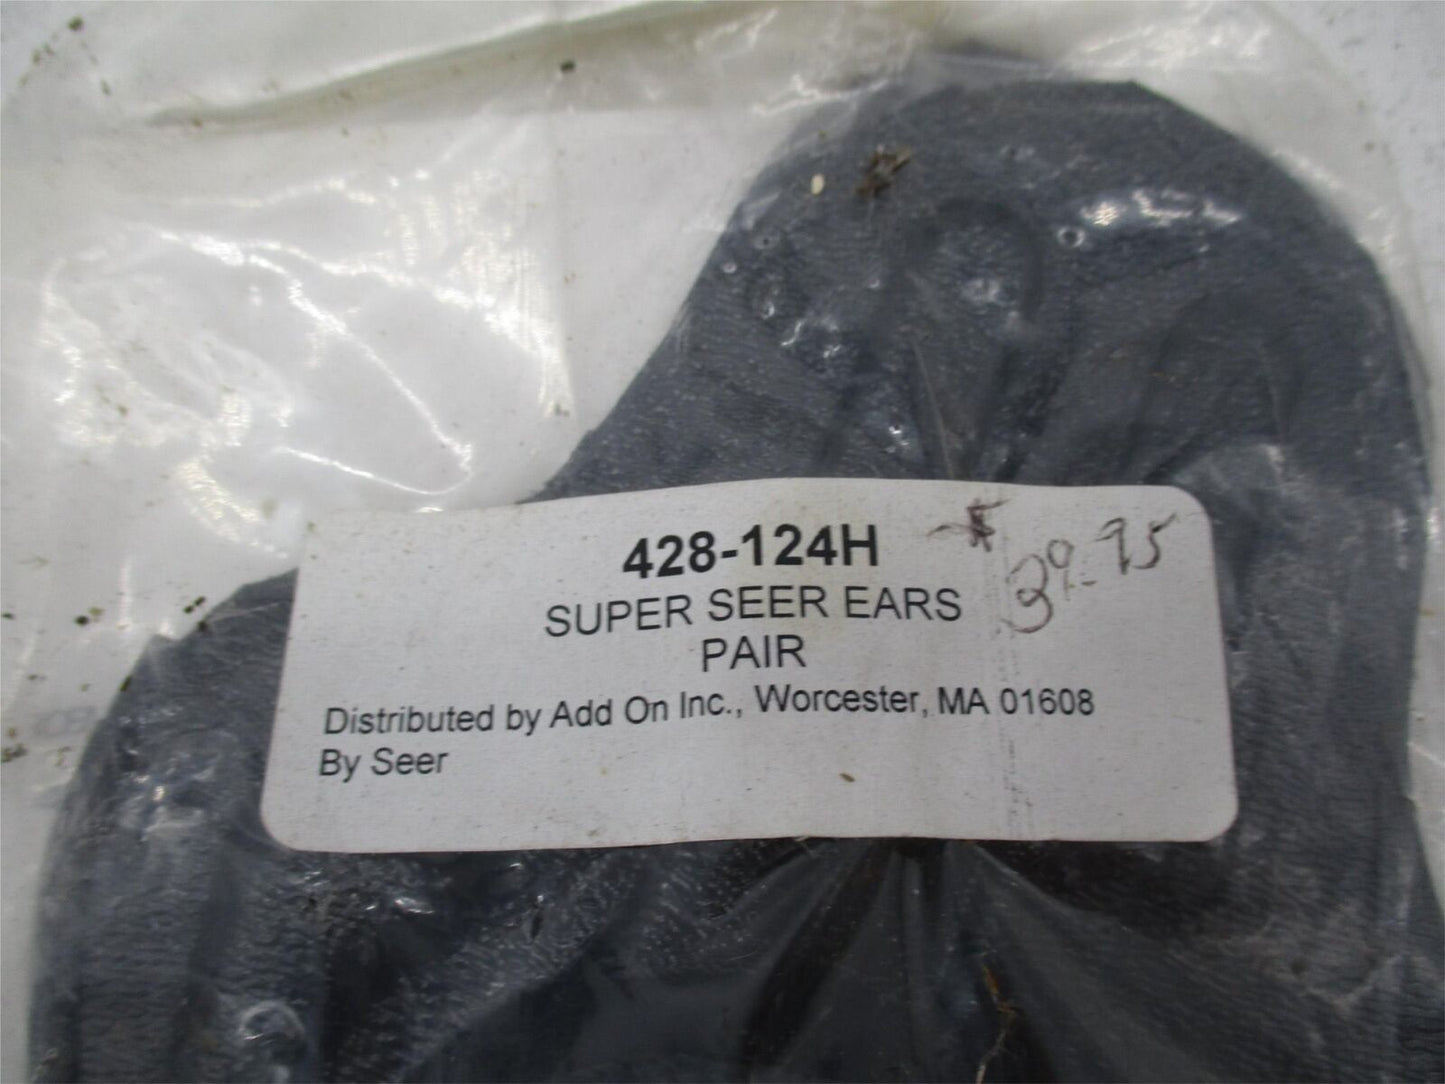 428-124H
39.95
SUPER SEER EARS
PAIR
Distributed by Add On Inc., Worcester, MA 01608
By Seer